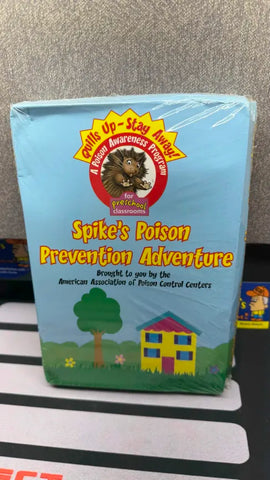 Quills Up - Stay Away!
A Poison Awareness Program
for
Preschool
classrooms
Spike's Poison
Prevention Adventure
Brought to you by the
American Association of Poison Control Centers